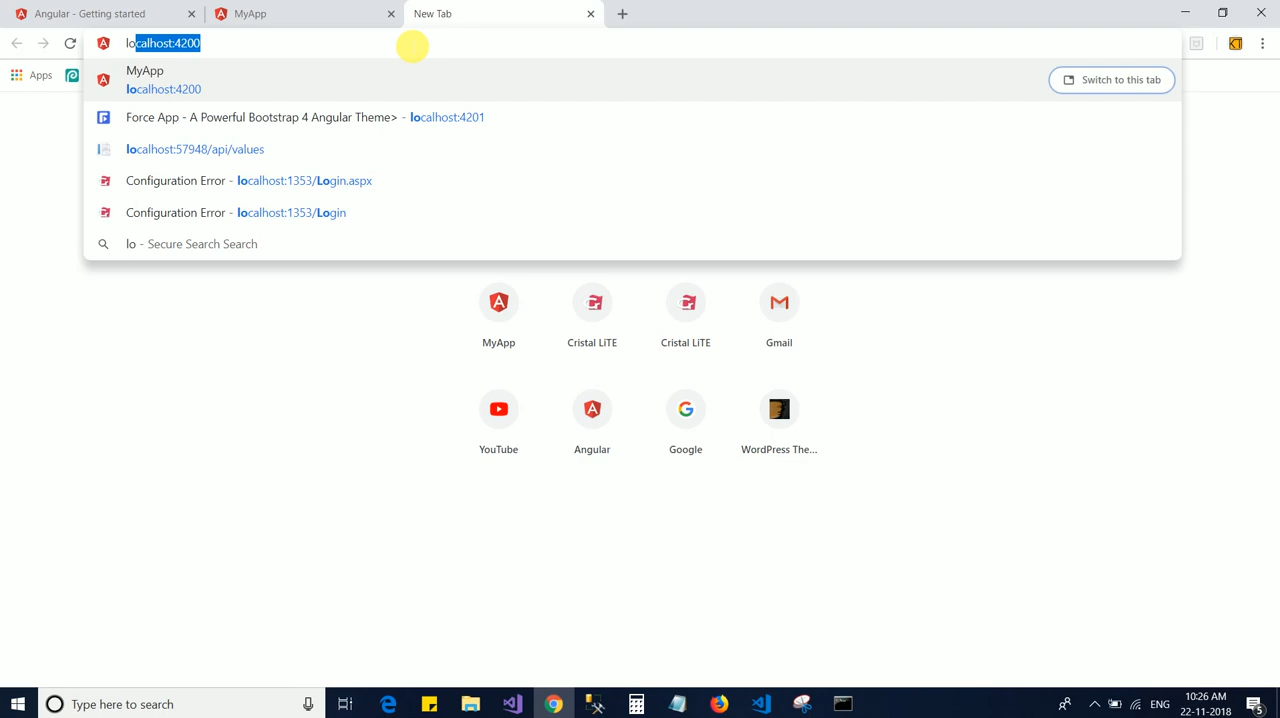 Angular - Getting started
MyApp
New Tab
localhost:4200
Apps
MyApp
localhost:4200
Switch to this tab
Force App - A Powerful Bootstrap 4 Angular Theme> - localhost:4201
localhost:57948/api/values
Configuration Error - localhost:1353/Login.aspx
Configuration Error - localhost:1353/Login
lo - Secure Search Search
MyApp
Cristal LiTE
Cristal LiTE
Gmail
YouTube
Angular
Google
WordPress The...
Type here to search
ENG
10:26 AM
22-11-2018
5